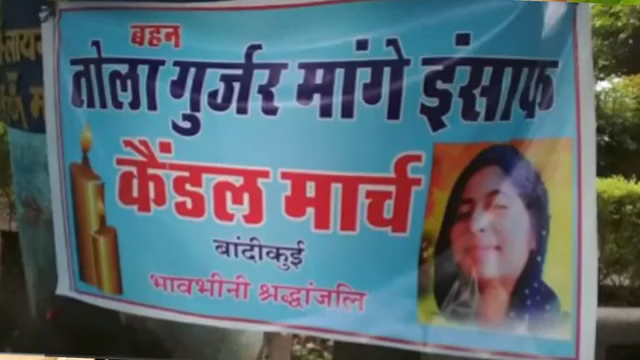 बहन
तोला गुर्जर मांगे इंसाफ
कैंडल मार्च
बांदीकुई
भावभीनी श्रद्धांजलि